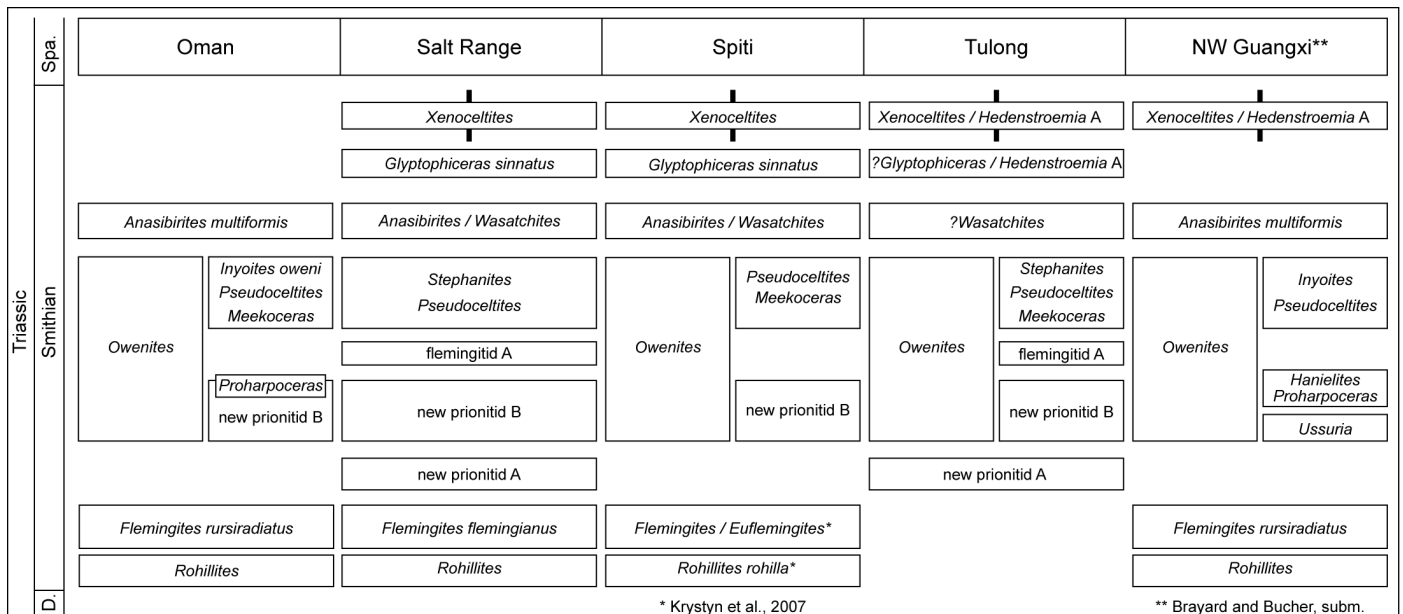 Spa.
Oman
Salt Range
Spiti
Tulong
NW Guangxi**
Triassic
Smithian
Xenoceltites
Xenoceltites
Xenoceltites / Hedenstroemia A
Xenoceltites / Hedenstroemia A
Glyptophiceras sinnatus
Glyptophiceras sinnatus
?Glyptophiceras / Hedenstroemia A
Anasibirites multiformis
Anasibirites / Wasatchites
Anasibirites / Wasatchites
?Wasatchites
Anasibirites multiformis
Owenites
Inyoites oweni
Pseudoceltites
Meekoceras
Proharpoceras
new prionitid B
Stephanites
Pseudoceltites
flemingitid A
new prionitid B
Owenites
Pseudoceltites
Meekoceras
new prionitid B
Owenites
Stephanites
Pseudoceltites
Meekoceras
flemingitid A
new prionitid B
Owenites
Inyoites
Pseudoceltites
Hanielites
Proharpoceras
Ussuria
new prionitid A
new prionitid A
Flemingites rursiradiatus
Flemingites flemingianus
Flemingites / Euflemingites*
Flemingites rursiradiatus
Rohillites
Rohillites
Rohillites rohilla*
Rohillites
D.
* Krystyn et al., 2007
** Brayard and Bucher, subm.